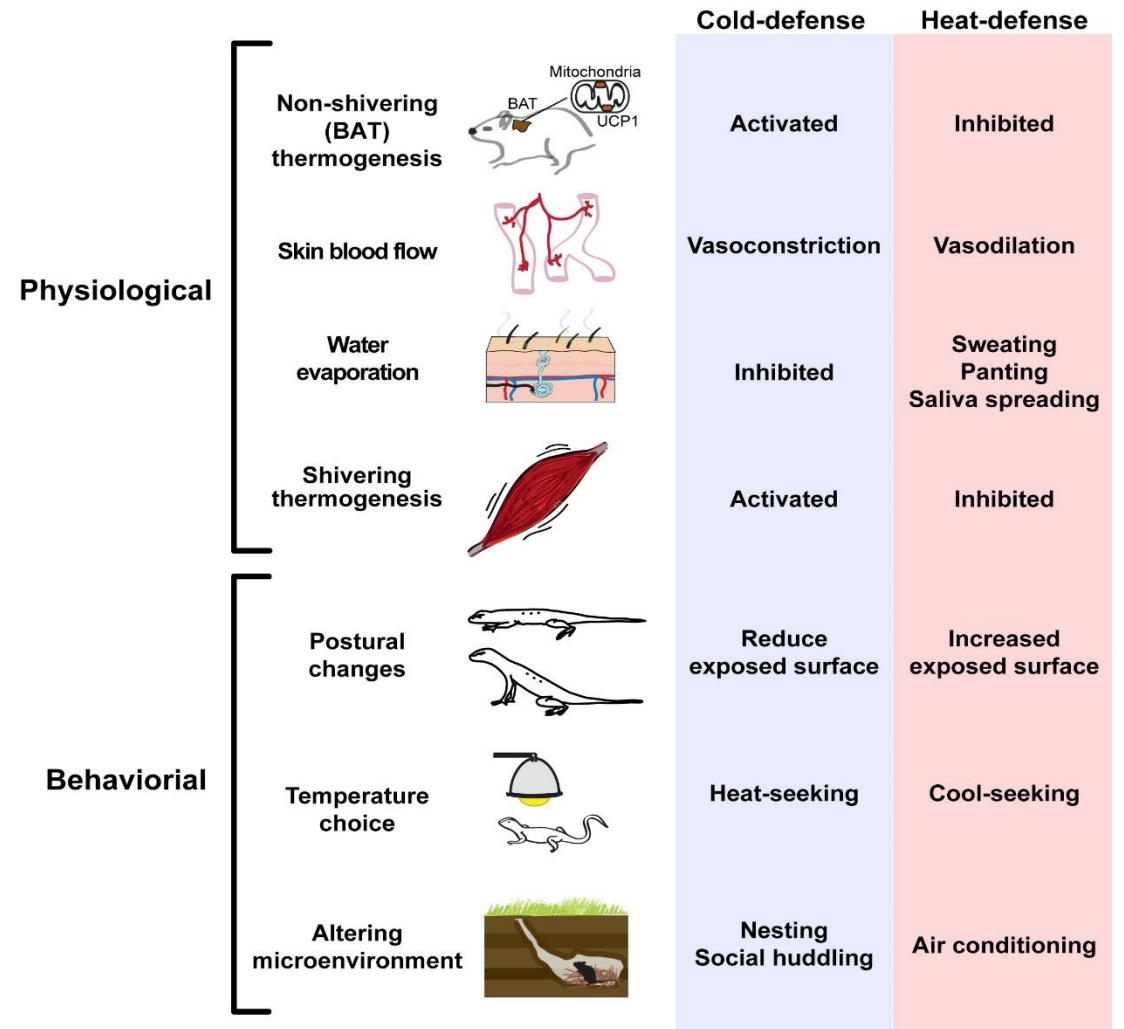 Cold-defense
Heat-defense
Physiological
Non-shivering
(BAT)
thermogenesis
Mitochondria
BAT
UCP1
Activated
Inhibited
Skin blood flow
Vasoconstriction
Vasodilation
Water
evaporation
Inhibited
Sweating
Panting
Saliva spreading
Shivering
thermogenesis
Activated
Inhibited
Behaviorial
Postural
changes
Reduce
exposed surface
Increased
exposed surface
Temperature
choice
Heat-seeking
Cool-seeking
Altering
microenvironment
Nesting
Social huddling
Air conditioning